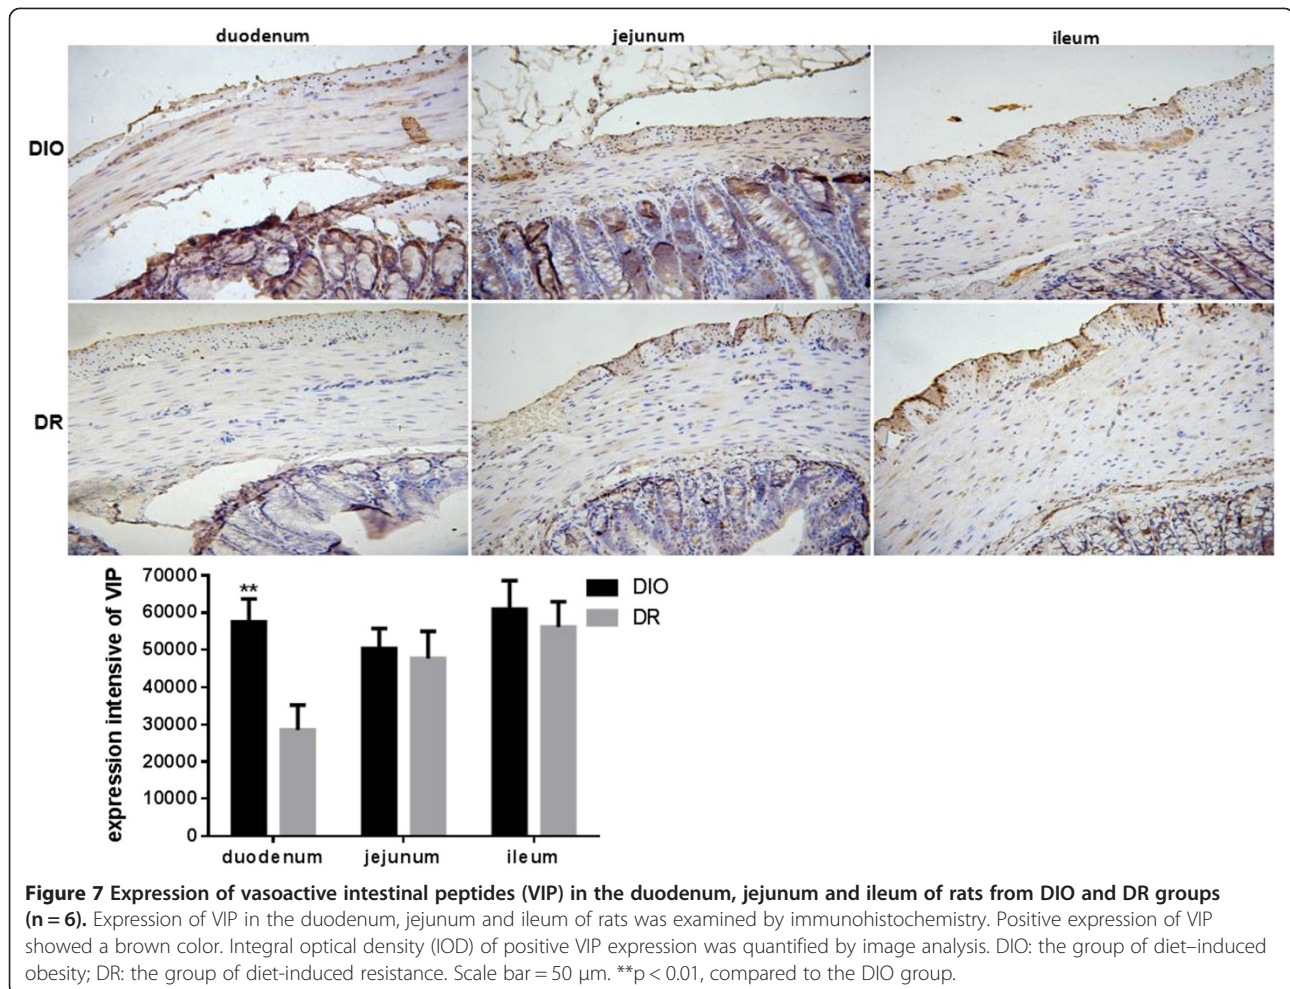 duodenum jejunum ileum
DIO
DR
expression intensive of VIP
70000
60000
50000
40000
30000
20000
10000
0
**
DIO
DR
duodenum jejunum ileum
Figure 7 Expression of vasoactive intestinal peptides (VIP) in the duodenum, jejunum and ileum of rats from DIO and DR groups
(n = 6). Expression of VIP in the duodenum, jejunum and ileum of rats was examined by immunohistochemistry. Positive expression of VIP
showed a brown color. Integral optical density (IOD) of positive VIP expression was quantified by image analysis. DIO: the group of diet–induced
obesity; DR: the group of diet-induced resistance. Scale bar = 50 μm. **p < 0.01, compared to the DIO group.